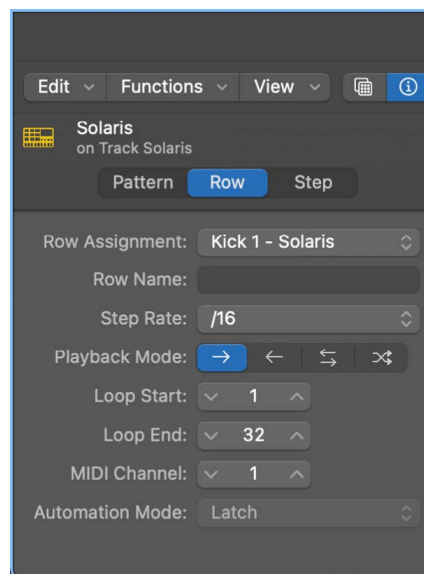 Edit Functions View
Solaris
on Track Solaris
Pattern Row Step
Row Assignment: Kick 1 - Solaris
Row Name:
Step Rate: /16
Playback Mode:
Loop Start: 1
Loop End: 32
MIDI Channel: 1
Automation Mode: Latch